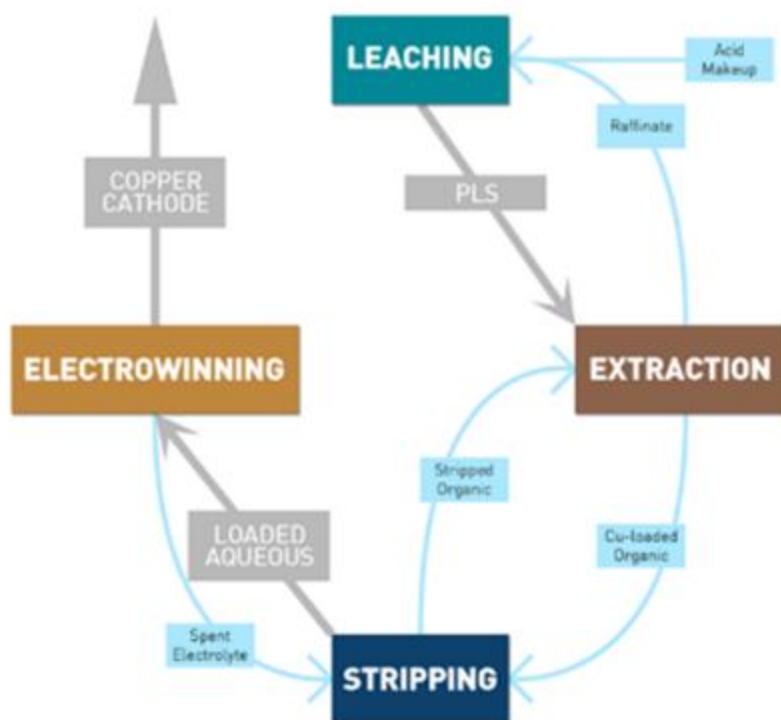 LEACHING
Acid
Makeup
Raffinate
COPPER
CATHODE
PLS
ELECTROWINNING
EXTRACTION
Stripped
Organic
LOADED
AQUEOUS
Cu-loaded
Organic
Spent
Electrolyte
STRIPPING